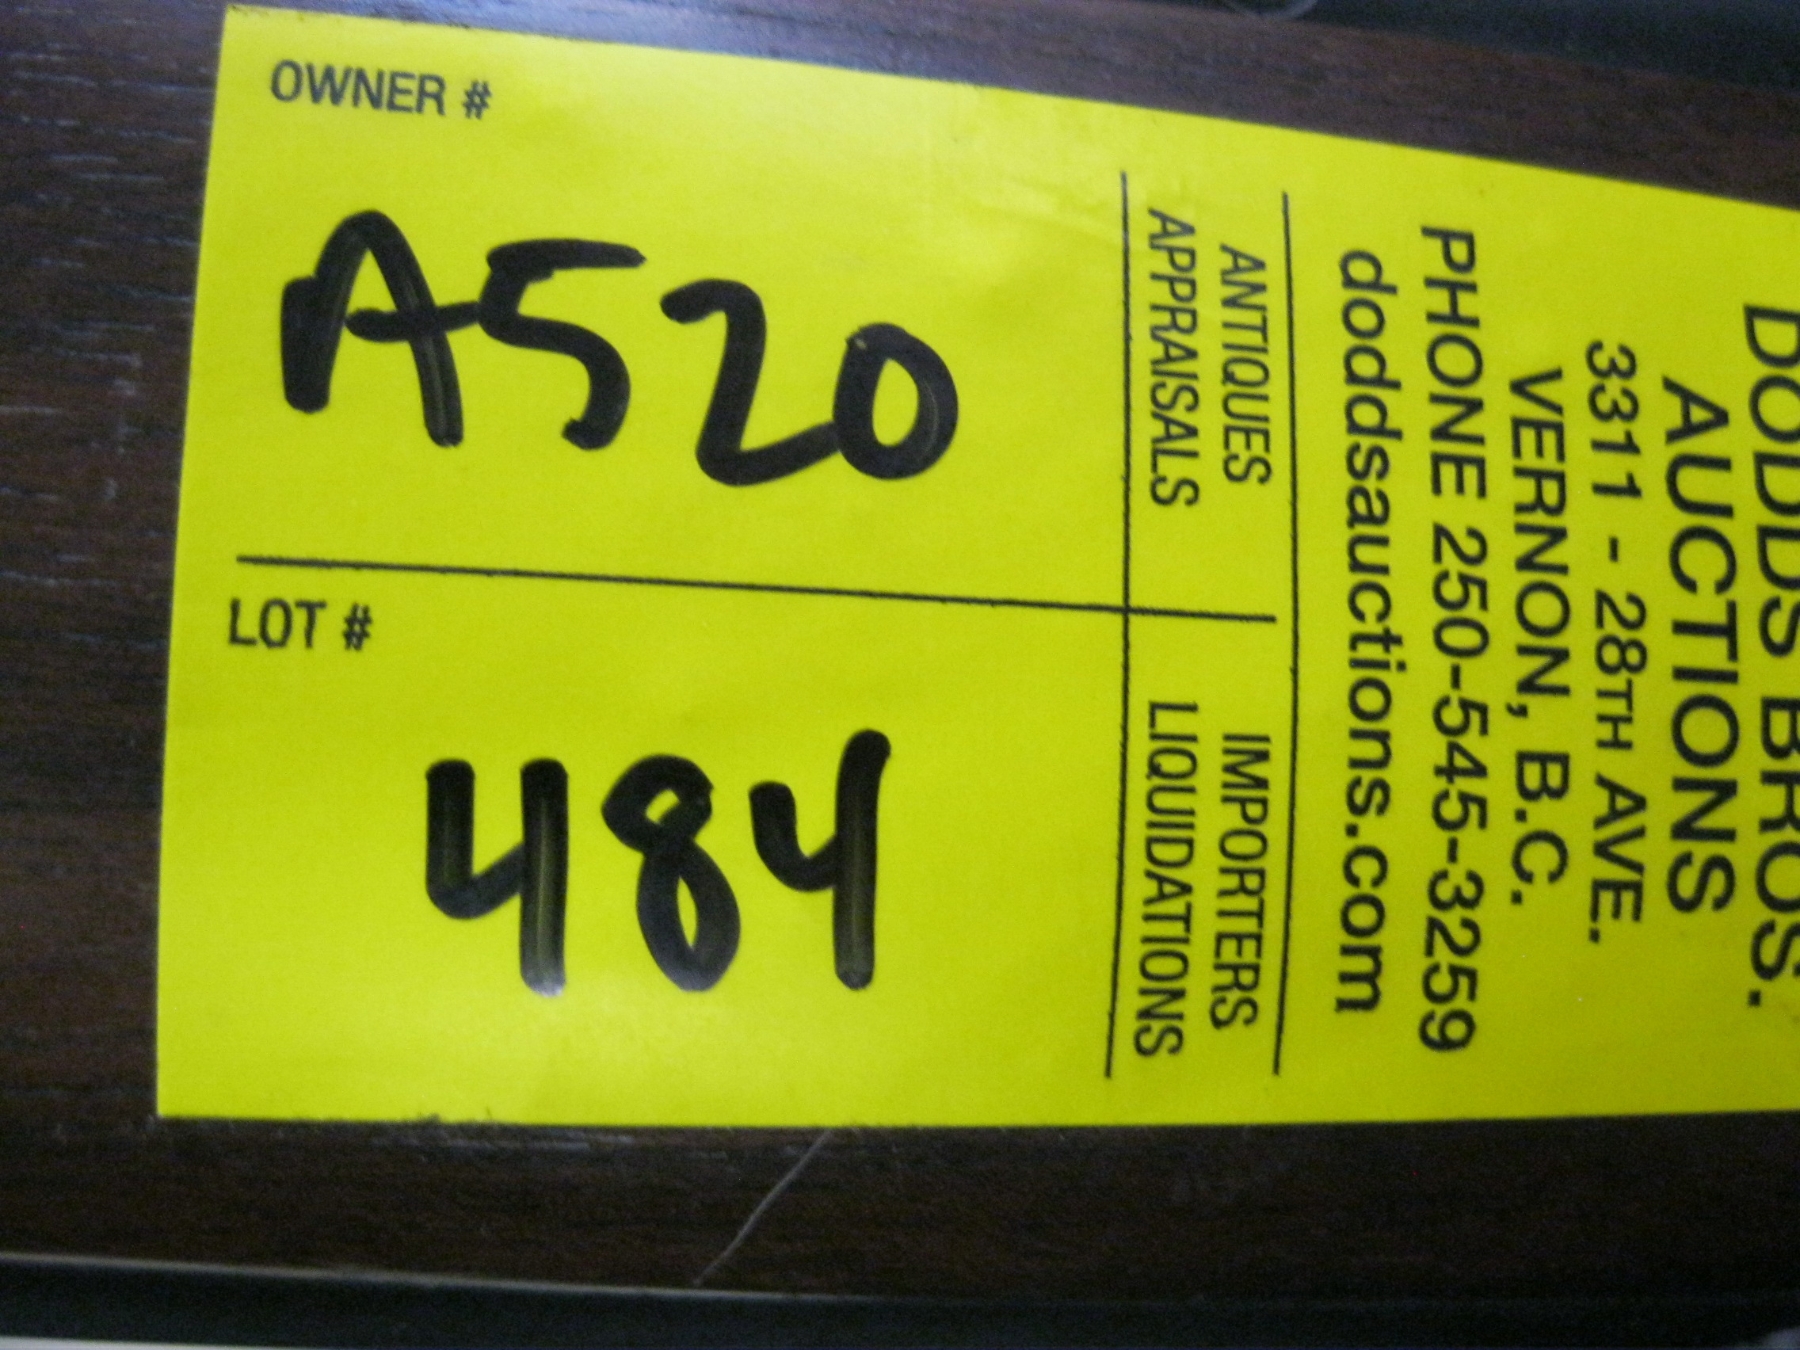 DODDS BROS.
AUCTIONS
3311 - 28TH AVE.
VERNON, B.C.
PHONE 250-545-3259
doddsauctions.com
ANTIQUES
APPRAISALS
IMPORTERS
LIQUIDATIONS
OWNER #
A520
LOT #
484